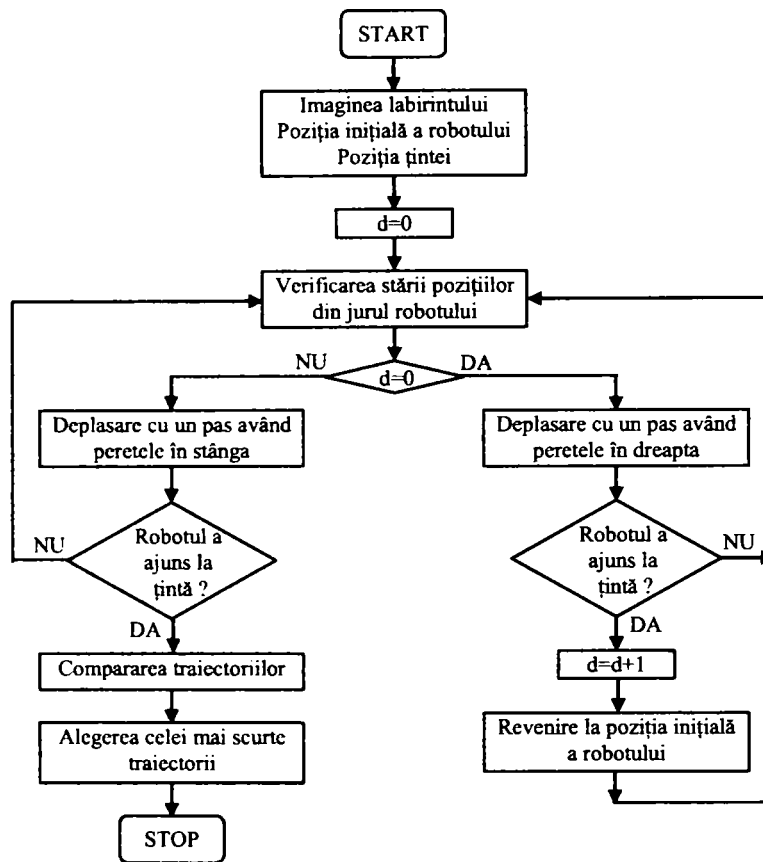 START
Imaginea labirintului
Poziția inițială a robotului
Poziția țintei
d=0
Verificarea stării pozițiilor
din jurul robotului
NU
d=0
DA
Deplasare cu un pas având
peretele în stânga
Deplasare cu un pas având
peretele în dreapta
NU
Robotul a
ajuns la
țintă ?
Robotul a
ajuns la
țintă ?
NU
DA
DA
Compararea traiectoriilor
d=d+1
Alegerea celei mai scurte
traiectorii
Revenire la poziția inițială
a robotului
STOP